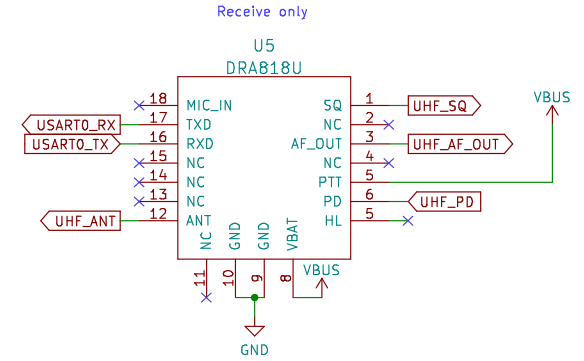 Receive only
U5
DRA818U
18 MIC_IN SQ 1 UHF_SQ VBUS
USART0_RX 17 TXD NC 2
USART0_TX 16 RXD AF_OUT 3 UHF_AF_OUT
15 NC NC 4
14 NC PTT 5
13 NC PD 6 UHF_PD
UHF_ANT 12 ANT HL 5
NC GND GND VBAT
11 10 9 8 VBUS
GND